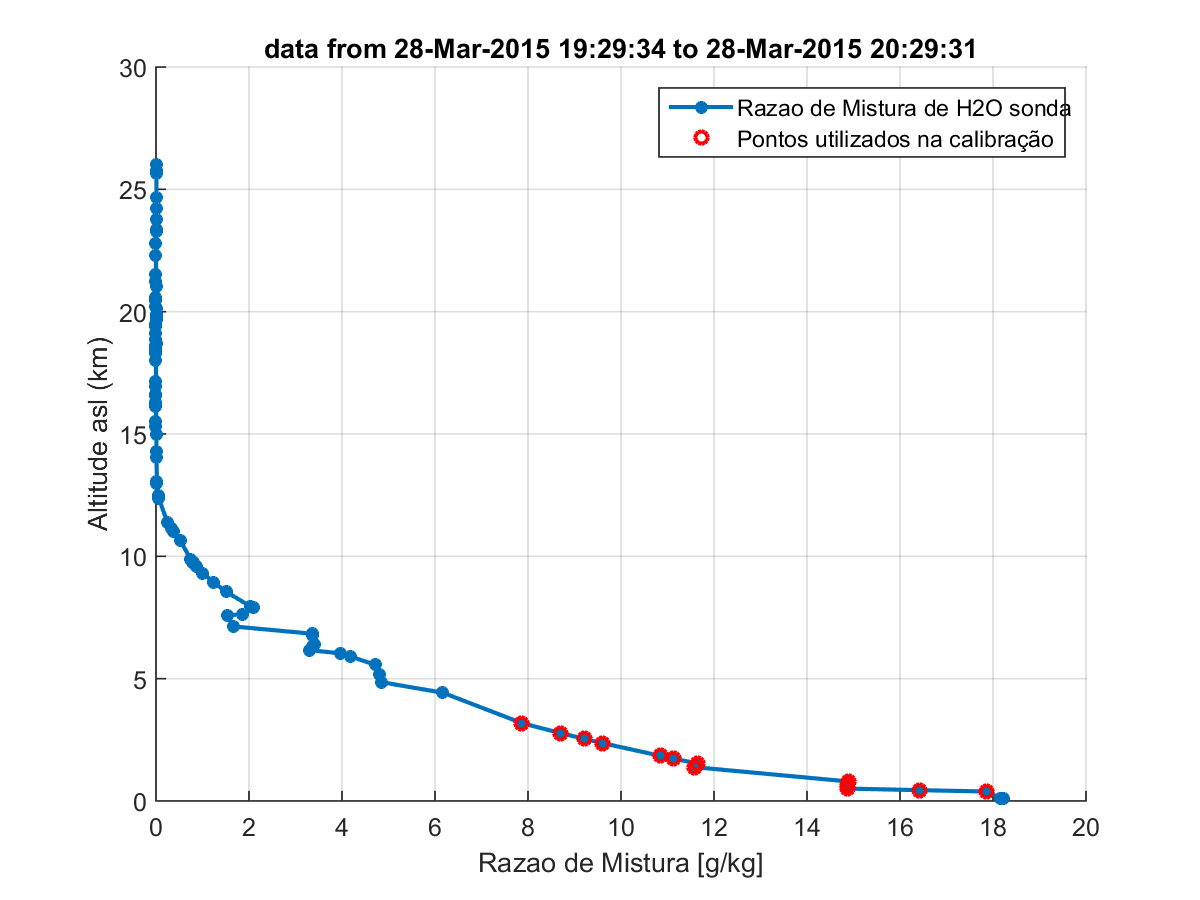 data from 28-Mar-2015 19:29:34 to 28-Mar-2015 20:29:31
Razao de Mistura de H2O sonda
Pontos utilizados na calibração
30
25
20
15
10
5
0
Altitude asl (km)
0 2 4 6 8 10 12 14 16 18 20
Razao de Mistura [g/kg]